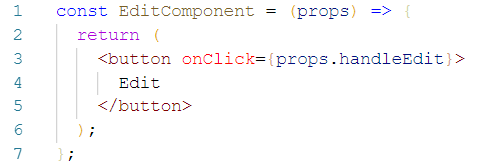 1 const EditComponent = (props) => {
2   return (
3     <button onClick={props.handleEdit}>
4       Edit
5     </button>
6   );
7 };